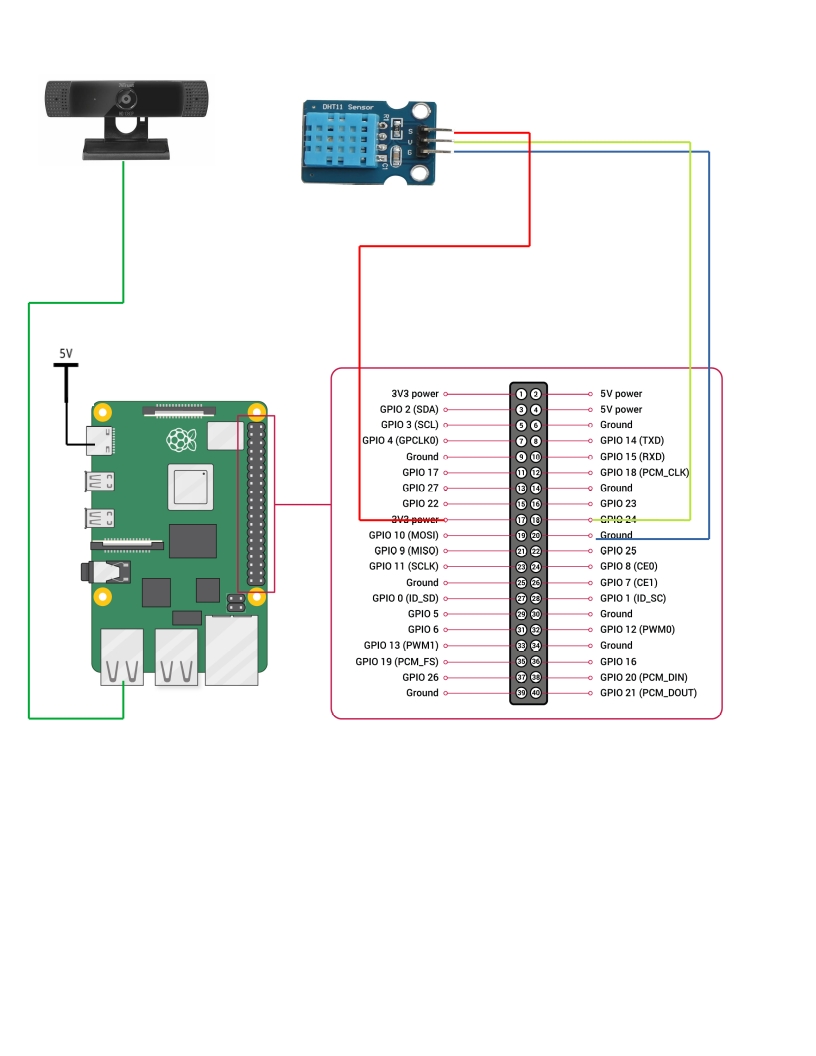 Trust
DHT11 Sensor
R1
S
V
G
C1
5V
3V3 power 1 2 5V power
GPIO 2 (SDA) 3 4 5V power
GPIO 3 (SCL) 5 6 Ground
GPIO 4 (GPCLK0) 7 8 GPIO 14 (TXD)
Ground 9 10 GPIO 15 (RXD)
GPIO 17 11 12 GPIO 18 (PCM_CLK)
GPIO 27 13 14 Ground
GPIO 22 15 16 GPIO 23
3V3 power 17 18 GPIO 24
GPIO 10 (MOSI) 19 20 Ground
GPIO 9 (MISO) 21 22 GPIO 25
GPIO 11 (SCLK) 23 24 GPIO 8 (CE0)
Ground 25 26 GPIO 7 (CE1)
GPIO 0 (ID_SD) 27 28 GPIO 1 (ID_SC)
GPIO 5 29 30 Ground
GPIO 6 31 32 GPIO 12 (PWM0)
GPIO 13 (PWM1) 33 34 Ground
GPIO 19 (PCM_FS) 35 36 GPIO 16
GPIO 26 37 38 GPIO 20 (PCM_DIN)
Ground 39 40 GPIO 21 (PCM_DOUT)